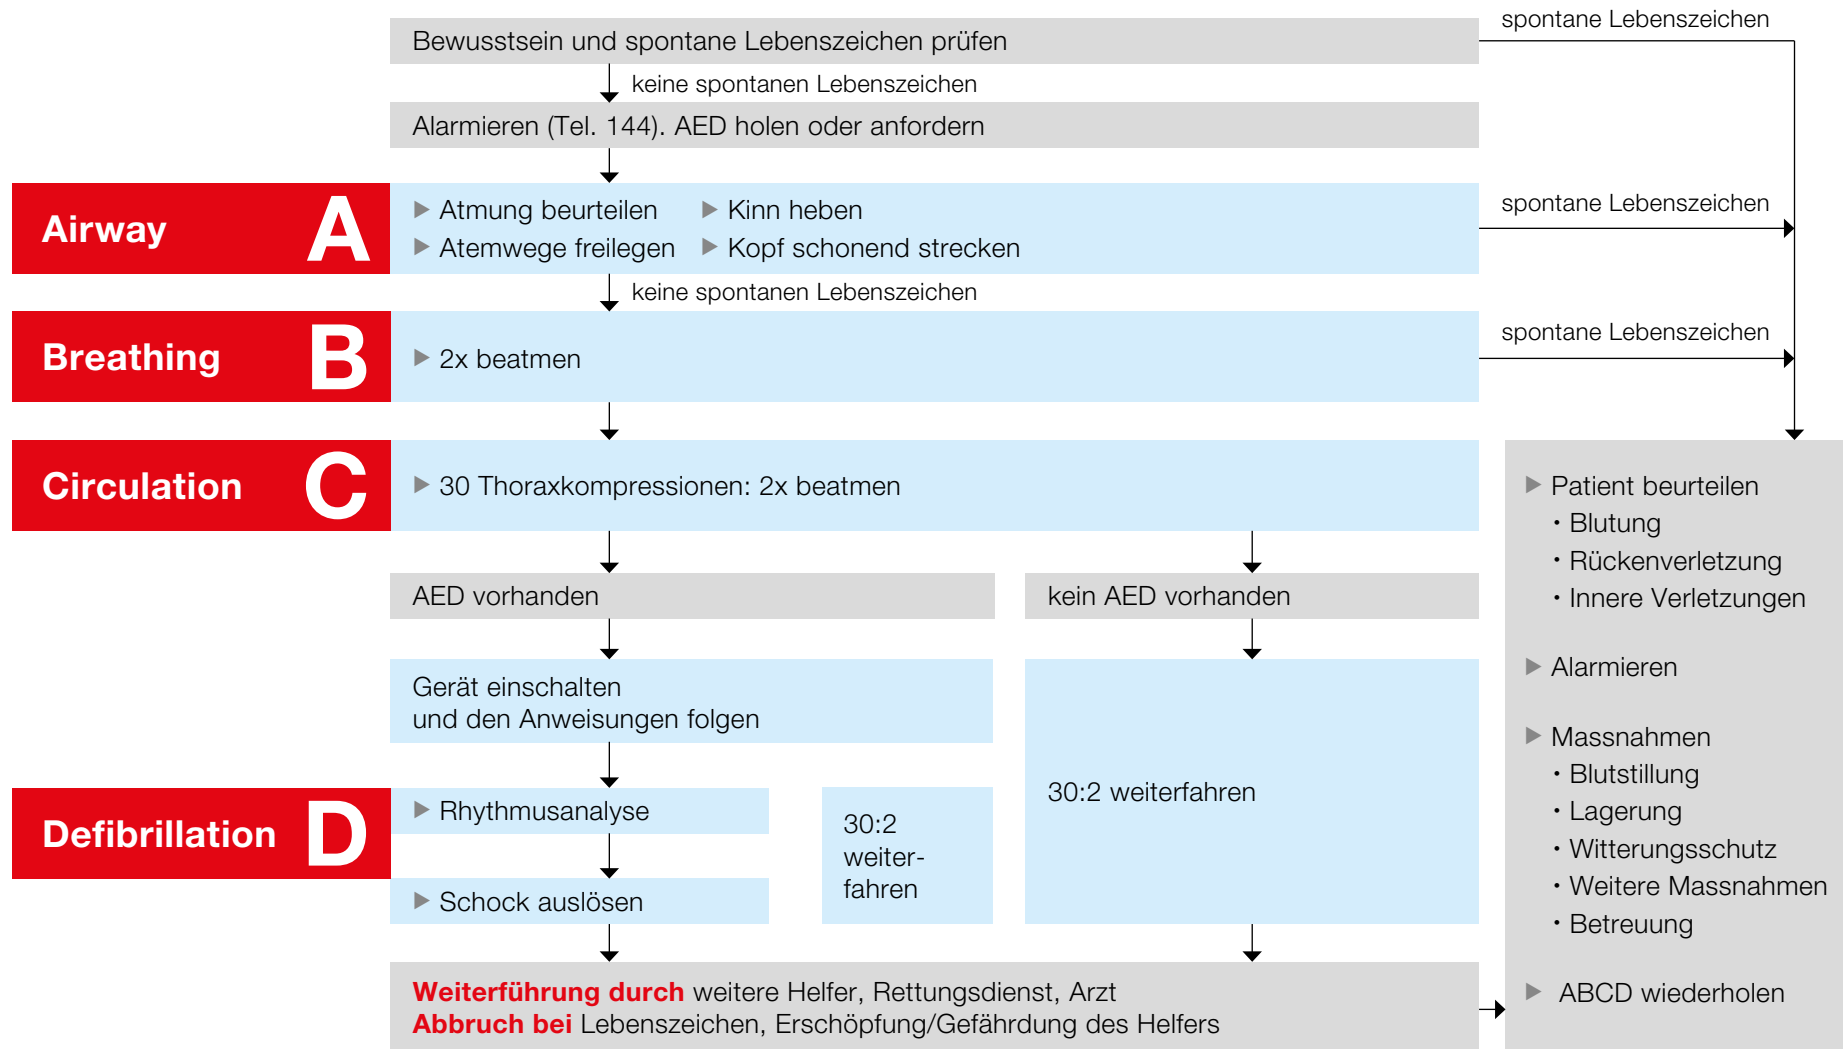 Bewusstsein und spontane Lebenszeichen prüfen
spontane Lebenszeichen
keine spontanen Lebenszeichen
Alarmieren (Tel. 144). AED holen oder anfordern
Airway A
Atmung beurteilen
Kinn heben
Atemwege freilegen
Kopf schonend strecken
spontane Lebenszeichen
keine spontanen Lebenszeichen
Breathing B
2x beatmen
spontane Lebenszeichen
Circulation C
30 Thoraxkompressionen: 2x beatmen
AED vorhanden
kein AED vorhanden
Gerät einschalten
und den Anweisungen folgen
Defibrillation D
Rhythmusanalyse
Schock auslösen
30:2
weiter-
fahren
30:2 weiterfahren
Weiterführung durch weitere Helfer, Rettungsdienst, Arzt
Abbruch bei Lebenszeichen, Erschöpfung/Gefährdung des Helfers
Patient beurteilen
· Blutung
· Rückenverletzung
· Innere Verletzungen
Alarmieren
Massnahmen
· Blutstillung
· Lagerung
· Witterungsschutz
· Weitere Massnahmen
· Betreuung
ABCD wiederholen